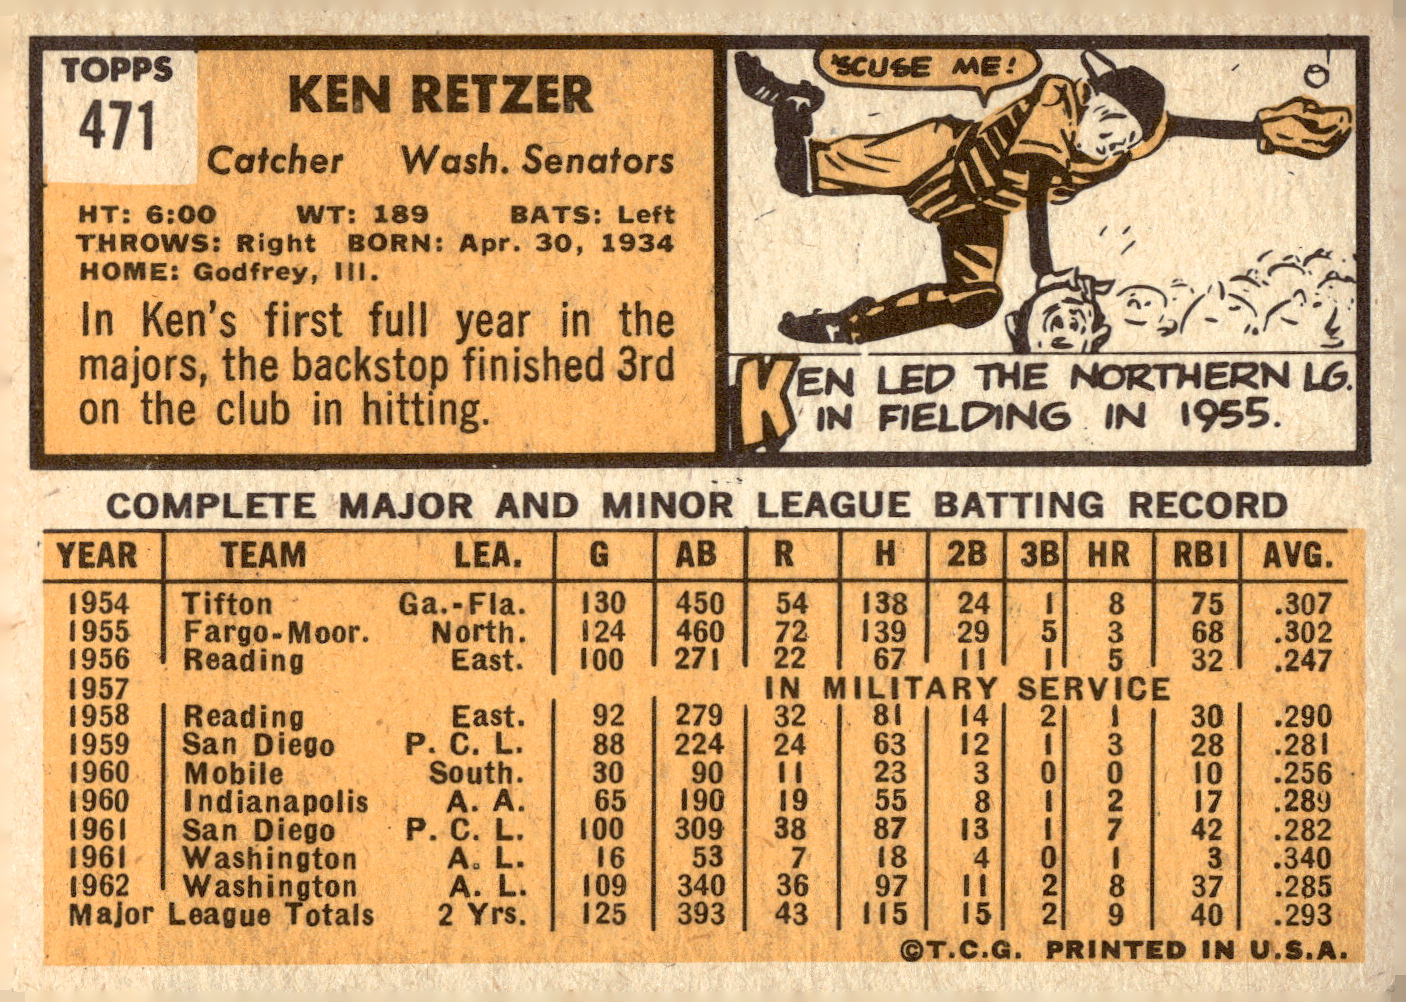 TOPPS
471
KEN RETZER
Catcher Wash. Senators
HT: 6:00 WT: 189 BATS: Left
THROWS: Right BORN: Apr. 30, 1934
HOME: Godfrey, Ill.
In Ken's first full year in the
majors, the backstop finished 3rd
on the club in hitting.
'SCUSE ME!
KEN LED THE NORTHERN LG.
IN FIELDING IN 1955.
COMPLETE MAJOR AND MINOR LEAGUE BATTING RECORD
YEAR TEAM LEA. G AB R H 2B 3B HR RBI AVG.
1954 Tifton Ga.-Fla. 130 450 54 138 24 1 8 75 .307
1955 Fargo-Moor. North. 124 460 72 139 29 5 3 68 .302
1956 Reading East. 100 271 22 67 11 1 5 32 .247
1957 IN MILITARY SERVICE
1958 Reading East. 92 279 32 81 14 2 1 30 .290
1959 San Diego P. C. L. 88 224 24 63 12 1 3 28 .281
1960 Mobile South. 30 90 11 23 3 0 0 10 .256
1960 Indianapolis A. A. 65 190 19 55 8 1 2 17 .289
1961 San Diego P. C. L. 100 309 38 87 13 1 7 42 .282
1961 Washington A. L. 16 53 7 18 4 0 1 3 .340
1962 Washington A. L. 109 340 36 97 11 2 8 37 .285
Major League Totals 2 Yrs. 125 393 43 115 15 2 9 40 .293
©T.C.G. PRINTED IN U.S.A.